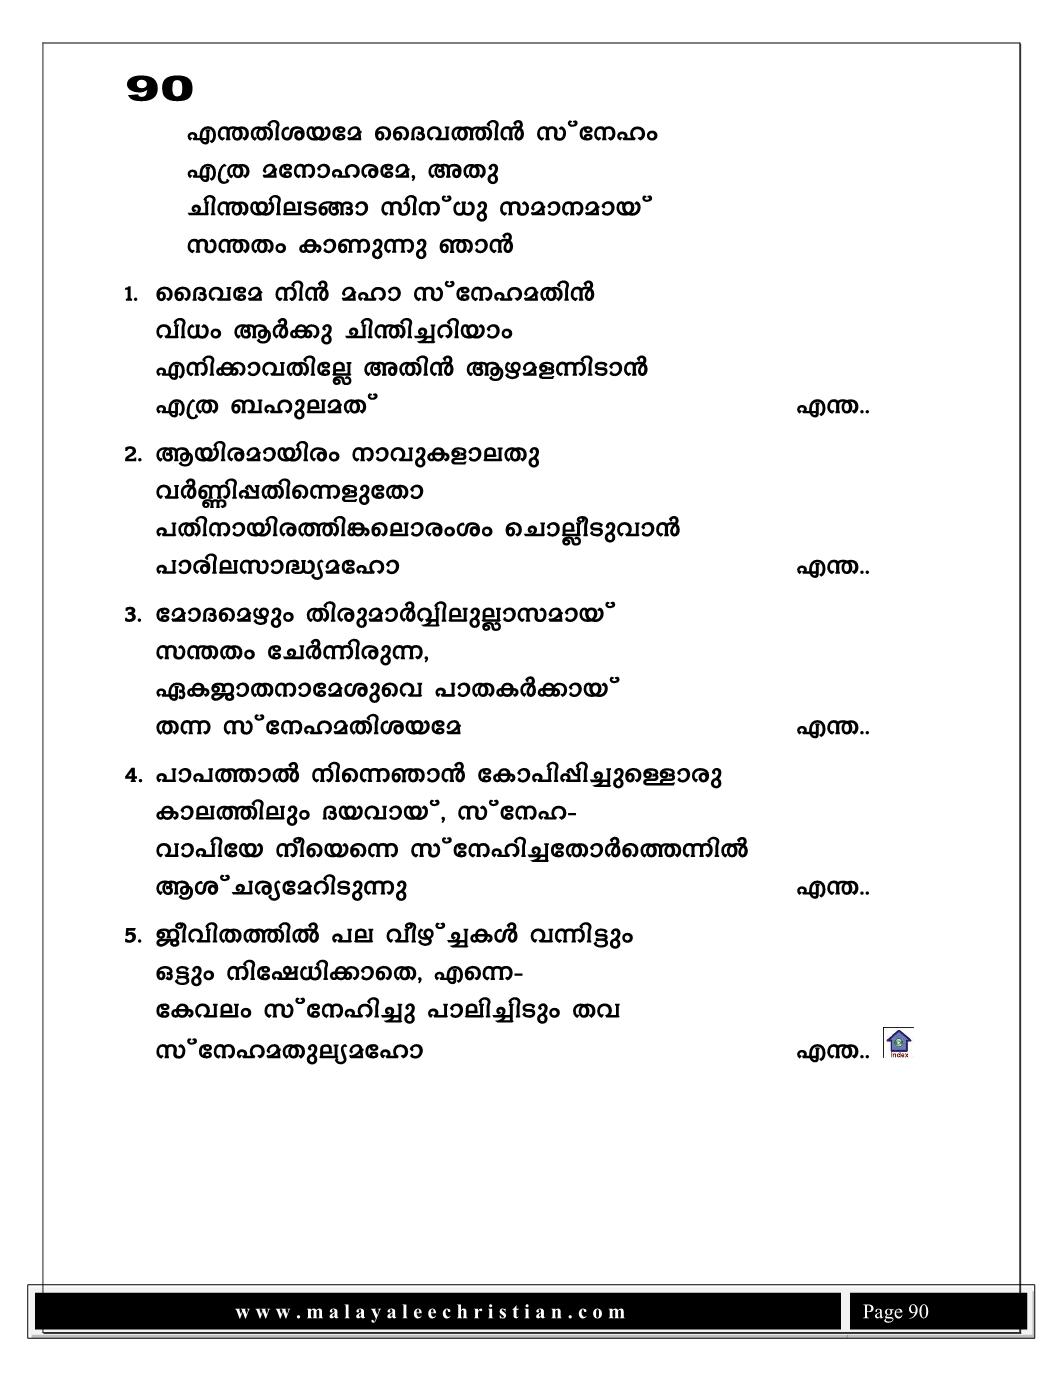 90
എന്തതിശയമേ ദൈവത്തിൻ സ്നേഹം
എത്ര മനോഹരമേ, അതു
ചിന്തയിലടങ്ങാ സിന്ധു സമാനമായ്
സന്തതം കാണുന്നു ഞാൻ
1. ദൈവമേ നിൻ മഹാ സ്നേഹമതിൻ
വിധം ആർക്കു ചിന്തിച്ചറിയാം
എനിക്കാവതില്ലേ അതിൻ ആഴമളന്നിടാൻ
എത്ര ബഹുലമത് എന്ത..
2. ആയിരമായിരം നാവുകളാലതു
വർണ്ണിപ്പതിന്നെളുതോ
പതിനായിരത്തിങ്കലൊരംശം ചൊല്ലീടുവാൻ
പാരിലസാദ്ധ്യമഹോ എന്ത..
3. മോദമെഴും തിരുമാർവ്വിലുല്ലാസമായ്
സന്തതം ചേർന്നിരുന്ന,
ഏകജാതനാമേശുവെ പാതകർക്കായ്
തന്ന സ്നേഹമതിശയമേ എന്ത..
4. പാപത്താൽ നിന്നെഞാൻ കോപിപ്പിച്ചുള്ളൊരു
കാലത്തിലും ദയവായ്, സ്നേഹ-
വാപിയേ നീയെന്നെ സ്നേഹിച്ചതോർത്തെന്നിൽ
ആശ്ചര്യമേറിടുന്നു എന്ത..
5. ജീവിതത്തിൽ പല വീഴ്ച്ചകൾ വന്നിട്ടും
ഒട്ടും നിഷേധിക്കാതെ, എന്നെ-
കേവലം സ്നേഹിച്ചു പാലിച്ചിടും തവ
സ്നേഹമതുല്യമഹോ എന്ത.. Index
www.malayaleechristian.com Page 90